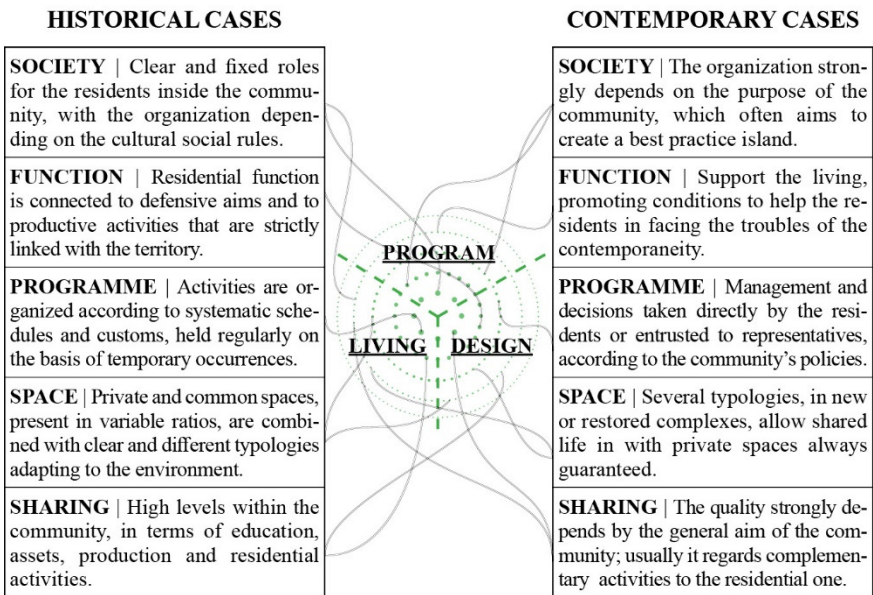 HISTORICAL CASES
SOCIETY | Clear and fixed roles
for the residents inside the commu-
nity, with the organization depen-
ding on the cultural social rules.
FUNCTION | Residential function
is connected to defensive aims and to
productive activities that are strictly
linked with the territory.
PROGRAMME | Activities are or-
ganized according to systematic sche-
dules and customs, held regularly on
the basis of temporary occurrences.
SPACE | Private and common spaces,
present in variable ratios, are combi-
ned with clear and different typologies
adapting to the environment.
SHARING | High levels within the
community, in terms of education,
assets, production and residential
activities.
PROGRAM
LIVING
DESIGN
CONTEMPORARY CASES
SOCIETY | The organization stron-
gly depends on the purpose of the
community, which often aims to
create a best practice island.
FUNCTION | Support the living,
promoting conditions to help the re-
sidents in facing the troubles of the
contemporaneity.
PROGRAMME | Management and
decisions taken directly by the resi-
dents or entrusted to representatives,
according to the community's policies.
SPACE | Several typologies, in new
or restored complexes, allow shared
life in with private spaces always
guaranteed.
SHARING | The quality strongly de-
pends by the general aim of the com-
munity; usually it regards complemen-
tary activities to the residential one.